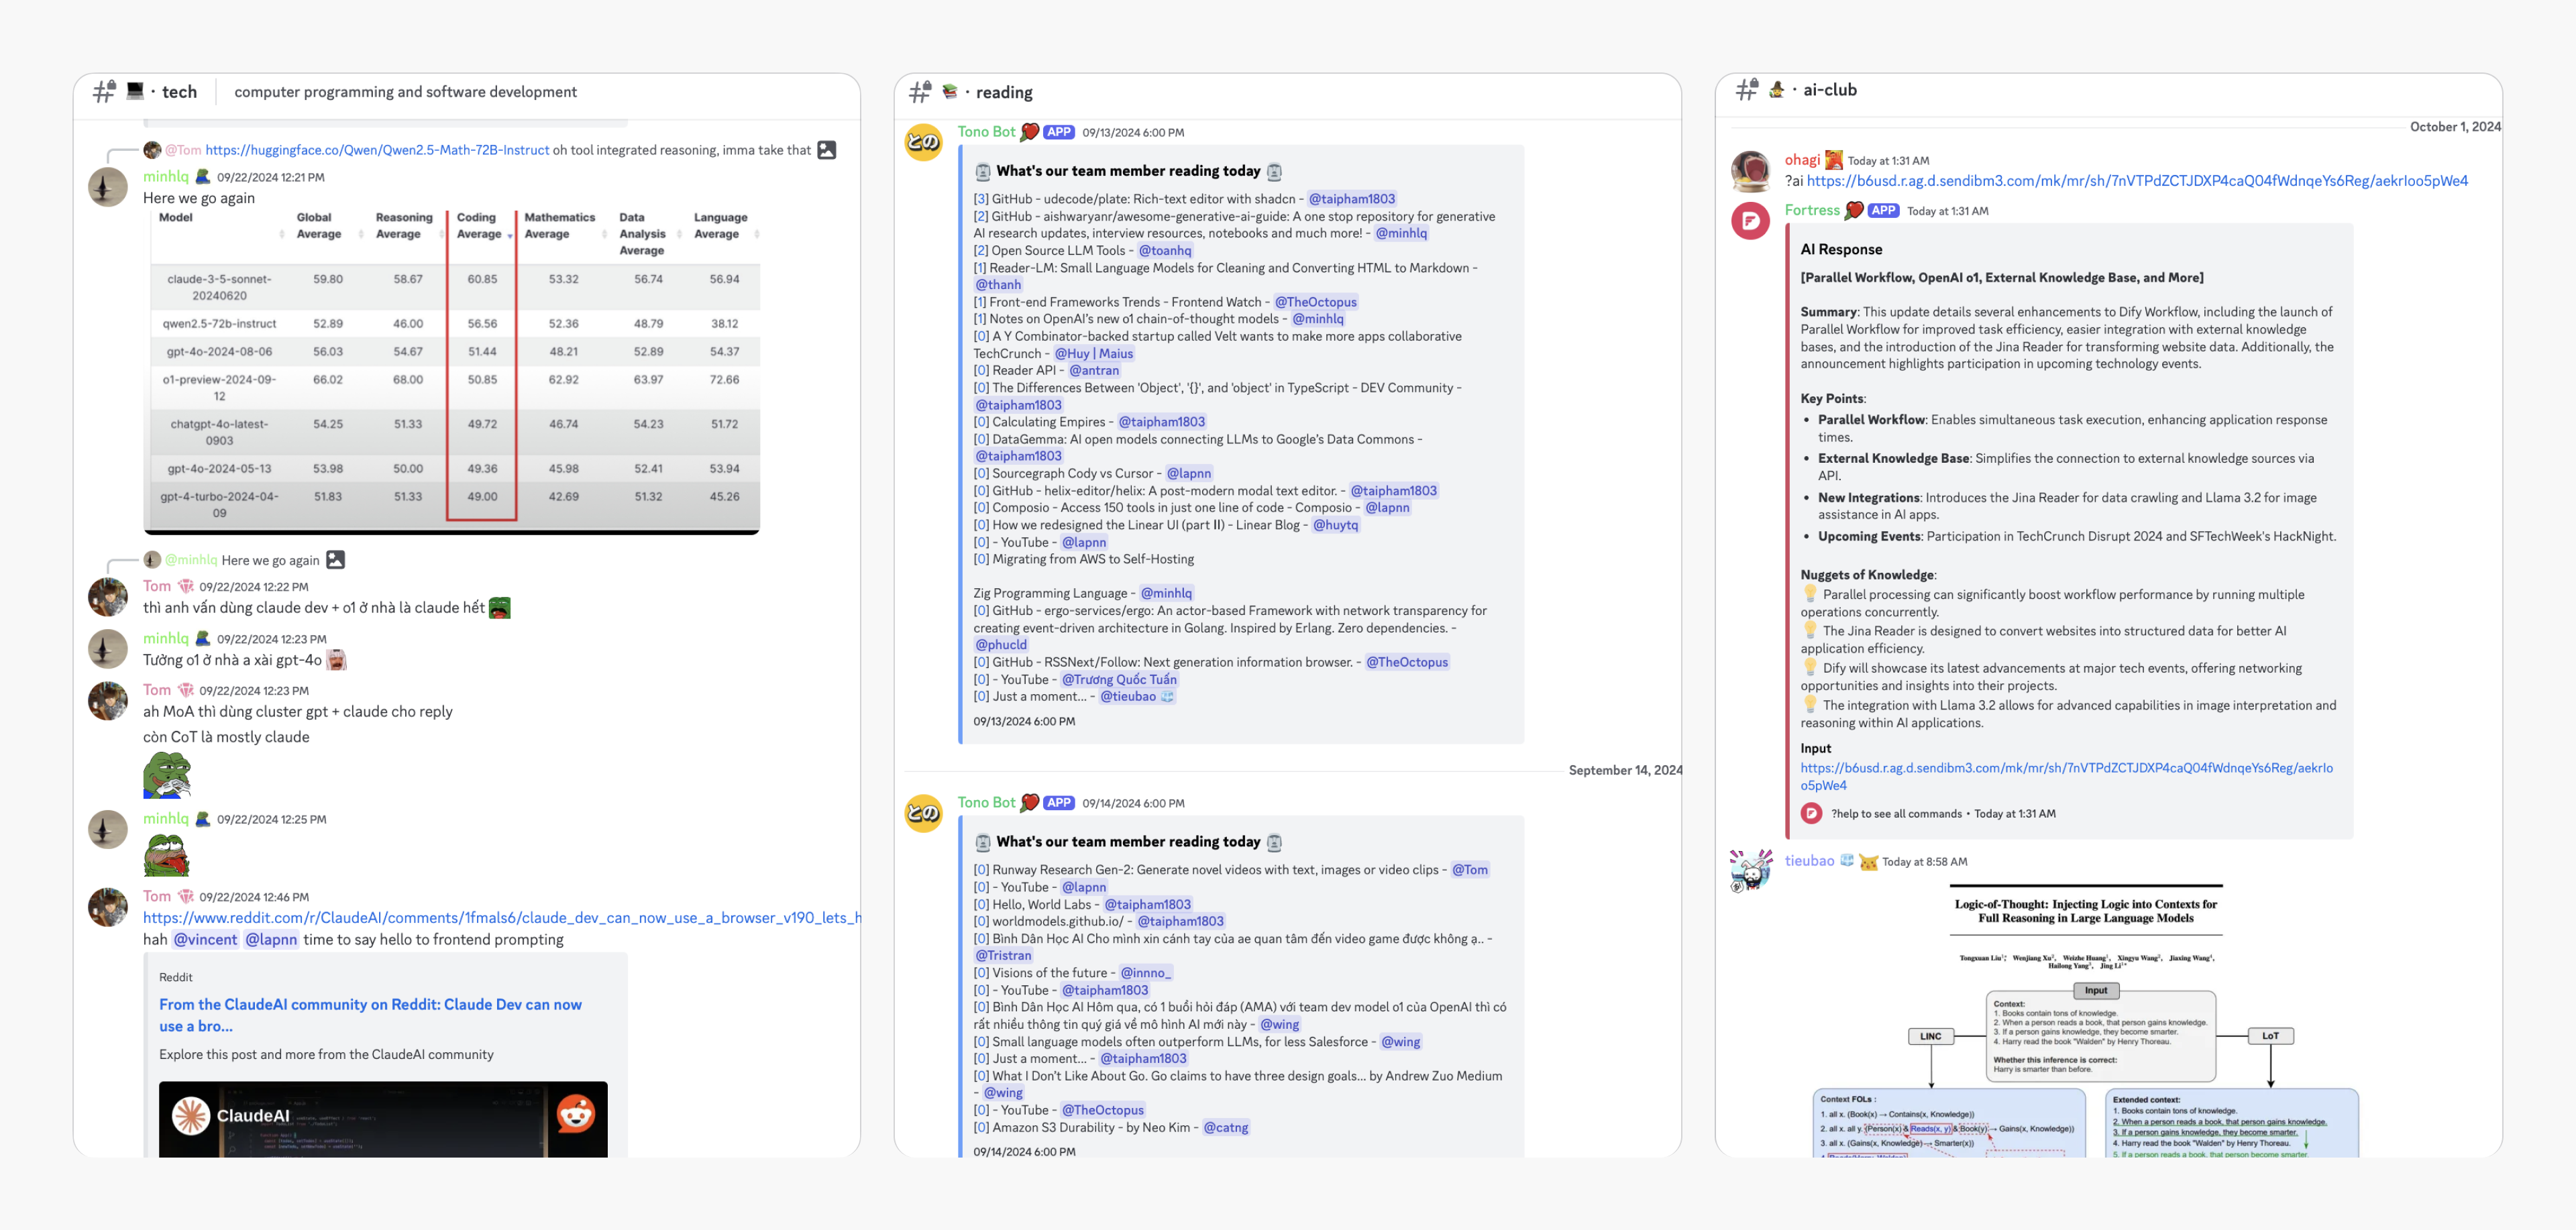 · tech
computer programming and software development
@Tom https://huggingface.co/Qwen/Qwen2.5-Math-72B-Instruct oh tool integrated reasoning, imma take that
minhlq 09/22/2024 12:21 PM
Here we go again
Model Global Average Reasoning Average Coding Average Mathematics Average Data Analysis Average Language Average
claude-3-5-sonnet-20240620 59.80 58.67 60.85 53.32 56.74 56.94
qwen2.5-72b-instruct 52.89 46.00 56.56 52.36 48.79 38.12
gpt-4o-2024-08-06 56.03 54.67 51.44 48.21 52.89 54.37
o1-preview-2024-09-12 66.02 68.00 50.85 62.92 63.97 72.66
chatgpt-4o-latest-0903 54.25 51.33 49.72 46.74 54.23 51.72
gpt-4o-2024-05-13 53.98 50.00 49.36 45.98 52.41 53.94
gpt-4-turbo-2024-04-09 51.83 51.33 49.00 42.69 51.32 45.26
@minhlq Here we go again
Tom 09/22/2024 12:22 PM
thì anh vẫn dùng claude dev + o1 ở nhà là claude hết
minhlq 09/22/2024 12:23 PM
Tưởng o1 ở nhà a xài gpt-4o
Tom 09/22/2024 12:23 PM
ah MoA thì dùng cluster gpt + claude cho reply
còn CoT là mostly claude
minhlq 09/22/2024 12:25 PM
Tom 09/22/2024 12:46 PM
https://www.reddit.com/r/ClaudeAI/comments/1fmals6/claude_dev_can_now_use_a_browser_v190_lets_h
hah @vincent @lapnn time to say hello to frontend prompting
Reddit
From the ClaudeAI community on Reddit: Claude Dev can now
use a bro...
Explore this post and more from the ClaudeAI community
ClaudeAI
· reading
との
Tono Bot APP 09/13/2024 6:00 PM
What's our team member reading today
[3] GitHub - udecode/plate: Rich-text editor with shadcn - @taipham1803
[2] GitHub - aishwaryanr/awesome-generative-ai-guide: A one stop repository for generative
AI research updates, interview resources, notebooks and much more! - @minhlq
[2] Open Source LLM Tools - @toanhq
[1] Reader-LM: Small Language Models for Cleaning and Converting HTML to Markdown -
@thanh
[1] Front-end Frameworks Trends - Frontend Watch - @TheOctopus
[1] Notes on OpenAI's new o1 chain-of-thought models - @minhlq
[0] A Y Combinator-backed startup called Velt wants to make more apps collaborative
TechCrunch - @Huy | Maius
[0] Reader API - @antran
[0] The Differences Between 'Object', '{}', and 'object' in TypeScript - DEV Community -
@taipham1803
[0] Calculating Empires - @taipham1803
[0] DataGemma: AI open models connecting LLMs to Google's Data Commons -
@taipham1803
[0] Sourcegraph Cody vs Cursor - @lapnn
[0] GitHub - helix-editor/helix: A post-modern modal text editor. - @taipham1803
[0] Composio - Access 150 tools in just one line of code - Composio - @lapnn
[0] How we redesigned the Linear UI (part II) - Linear Blog - @huytq
[0] - YouTube - @lapnn
[0] Migrating from AWS to Self-Hosting
Zig Programming Language - @minhlq
[0] GitHub - ergo-services/ergo: An actor-based Framework with network transparency for
creating event-driven architecture in Golang. Inspired by Erlang. Zero dependencies. -
@phucld
[0] GitHub - RSSNext/Follow: Next generation information browser. - @TheOctopus
[0] - YouTube - @Trương Quốc Tuấn
[0] Just a moment... - @tieubao
09/13/2024 6:00 PM
September 14, 2024
との
Tono Bot APP 09/14/2024 6:00 PM
What's our team member reading today
[0] Runway Research Gen-2: Generate novel videos with text, images or video clips - @Tom
[0] - YouTube - @lapnn
[0] Hello, World Labs - @taipham1803
[0] worldmodels.github.io/ - @taipham1803
[0] Bình Dân Học AI Cho mình xin cánh tay của ae quan tâm đến video game được không ạ.. -
@Tristran
[0] Visions of the future - @innno_
[0] - YouTube - @taipham1803
[0] Bình Dân Học AI Hôm qua, có 1 buổi hỏi đáp (AMA) với team dev model o1 của OpenAI thì có
rất nhiều thông tin quý giá về mô hình AI mới này - @wing
[0] Small language models often outperform LLMs, for less Salesforce - @wing
[0] Just a moment... - @taipham1803
[0] What I Don't Like About Go. Go claims to have three design goals... by Andrew Zuo Medium
- @wing
[0] - YouTube - @TheOctopus
[0] Amazon S3 Durability - by Neo Kim - @catng
09/14/2024 6:00 PM
· ai-club
October 1, 2024
ohagi Today at 1:31 AM
?ai https://b6usd.r.ag.d.sendibm3.com/mk/mr/sh/7nVTPdZCTJDXP4caQ04fWdnqeYs6Reg/aekrIoo5pWe4
Fortress APP Today at 1:31 AM
AI Response
[Parallel Workflow, OpenAI o1, External Knowledge Base, and More]
Summary: This update details several enhancements to Dify Workflow, including the launch of
Parallel Workflow for improved task efficiency, easier integration with external knowledge
bases, and the introduction of the Jina Reader for transforming website data. Additionally, the
announcement highlights participation in upcoming technology events.
Key Points:
• Parallel Workflow: Enables simultaneous task execution, enhancing application response
times.
• External Knowledge Base: Simplifies the connection to external knowledge sources via
API.
• New Integrations: Introduces the Jina Reader for data crawling and Llama 3.2 for image
assistance in AI apps.
• Upcoming Events: Participation in TechCrunch Disrupt 2024 and SFTechWeek's HackNight.
Nuggets of Knowledge:
Parallel processing can significantly boost workflow performance by running multiple
operations concurrently.
The Jina Reader is designed to convert websites into structured data for better AI
application efficiency.
Dify will showcase its latest advancements at major tech events, offering networking
opportunities and insights into their projects.
The integration with Llama 3.2 allows for advanced capabilities in image interpretation and
reasoning within AI applications.
Input
https://b6usd.r.ag.d.sendibm3.com/mk/mr/sh/7nVTPdZCTJDXP4caQ04fWdnqeYs6Reg/aekrIo
o5pWe4
?help to see all commands • Today at 1:31 AM
tieubao Today at 8:58 AM
Logic-of-Thought: Injecting Logic into Contexts for
Full Reasoning in Large Language Models
Tongxuan Liu¹, Wenjiang Xu², Weizhe Huang¹, Xingyu Wang², Jiaxing Wang³,
Hailong Yang⁴, Jing Li¹*
Input
Context:
1. Books contain tons of knowledge.
2. When a person reads a book, that person gains knowledge.
3. If a person gains knowledge, they become smarter.
4. Harry read the book "Walden" by Henry Thoreau.
Whether this inference is correct:
Harry is smarter than before.
LINC
LoT
Context FOLs :
1. all x. (Book(x) → Contains(x, Knowledge))
2. all x. all y. (Person(x) & Reads(x, y) & Book(y) → Gains(x, Knowledge))
3. all x. (Gains(x, Knowledge) → Smarter(x))
Extended context:
1. Books contain tons of knowledge.
2. When a person reads a book, that person gains knowledge.
3. If a person gains knowledge, they become smarter.
4. Harry read the book "Walden" by Henry Thoreau.
5. If a person reads a book, that person become smarter.